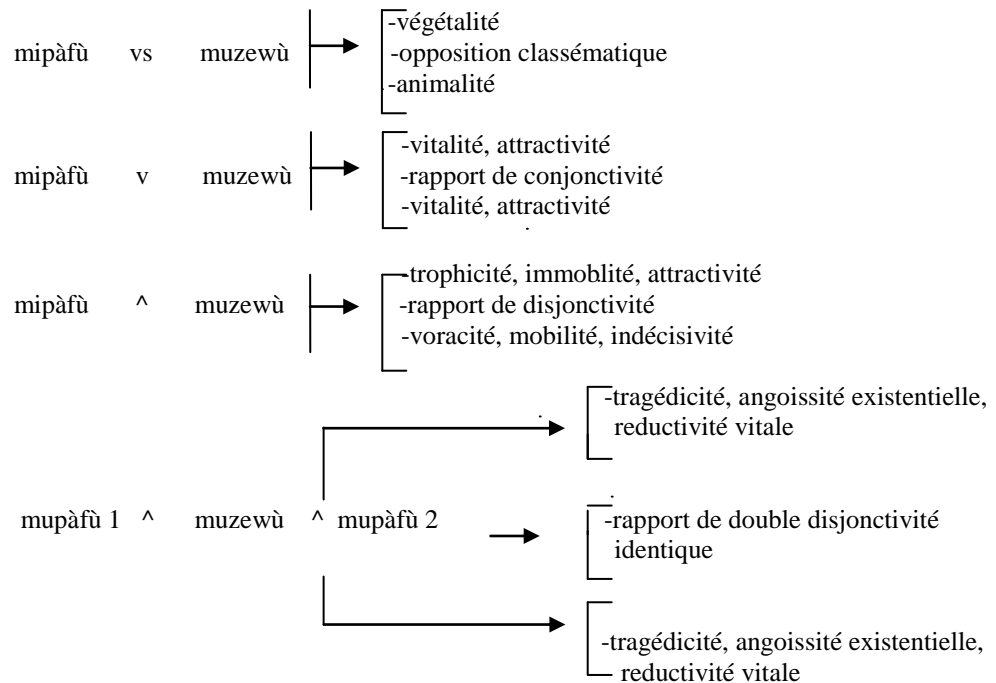 -végétalité
mipàfù vs muzewù -opposition classématique
-animalité
-vitalité, attractivité
mipàfù v muzewù -rapport de conjonctivité
-vitalité, attractivité
-trophicité, immoblité, attractivité
mipàfù ^ muzewù -rapport de disjonctivité
-voracité, mobilité, indécisivité
-tragédicité, angoissité existentielle,
reductivité vitale
mupàfù 1 ^ muzewù ^ mupàfù 2 -rapport de double disjonctivité
identique
-tragédicité, angoissité existentielle,
reductivité vitale